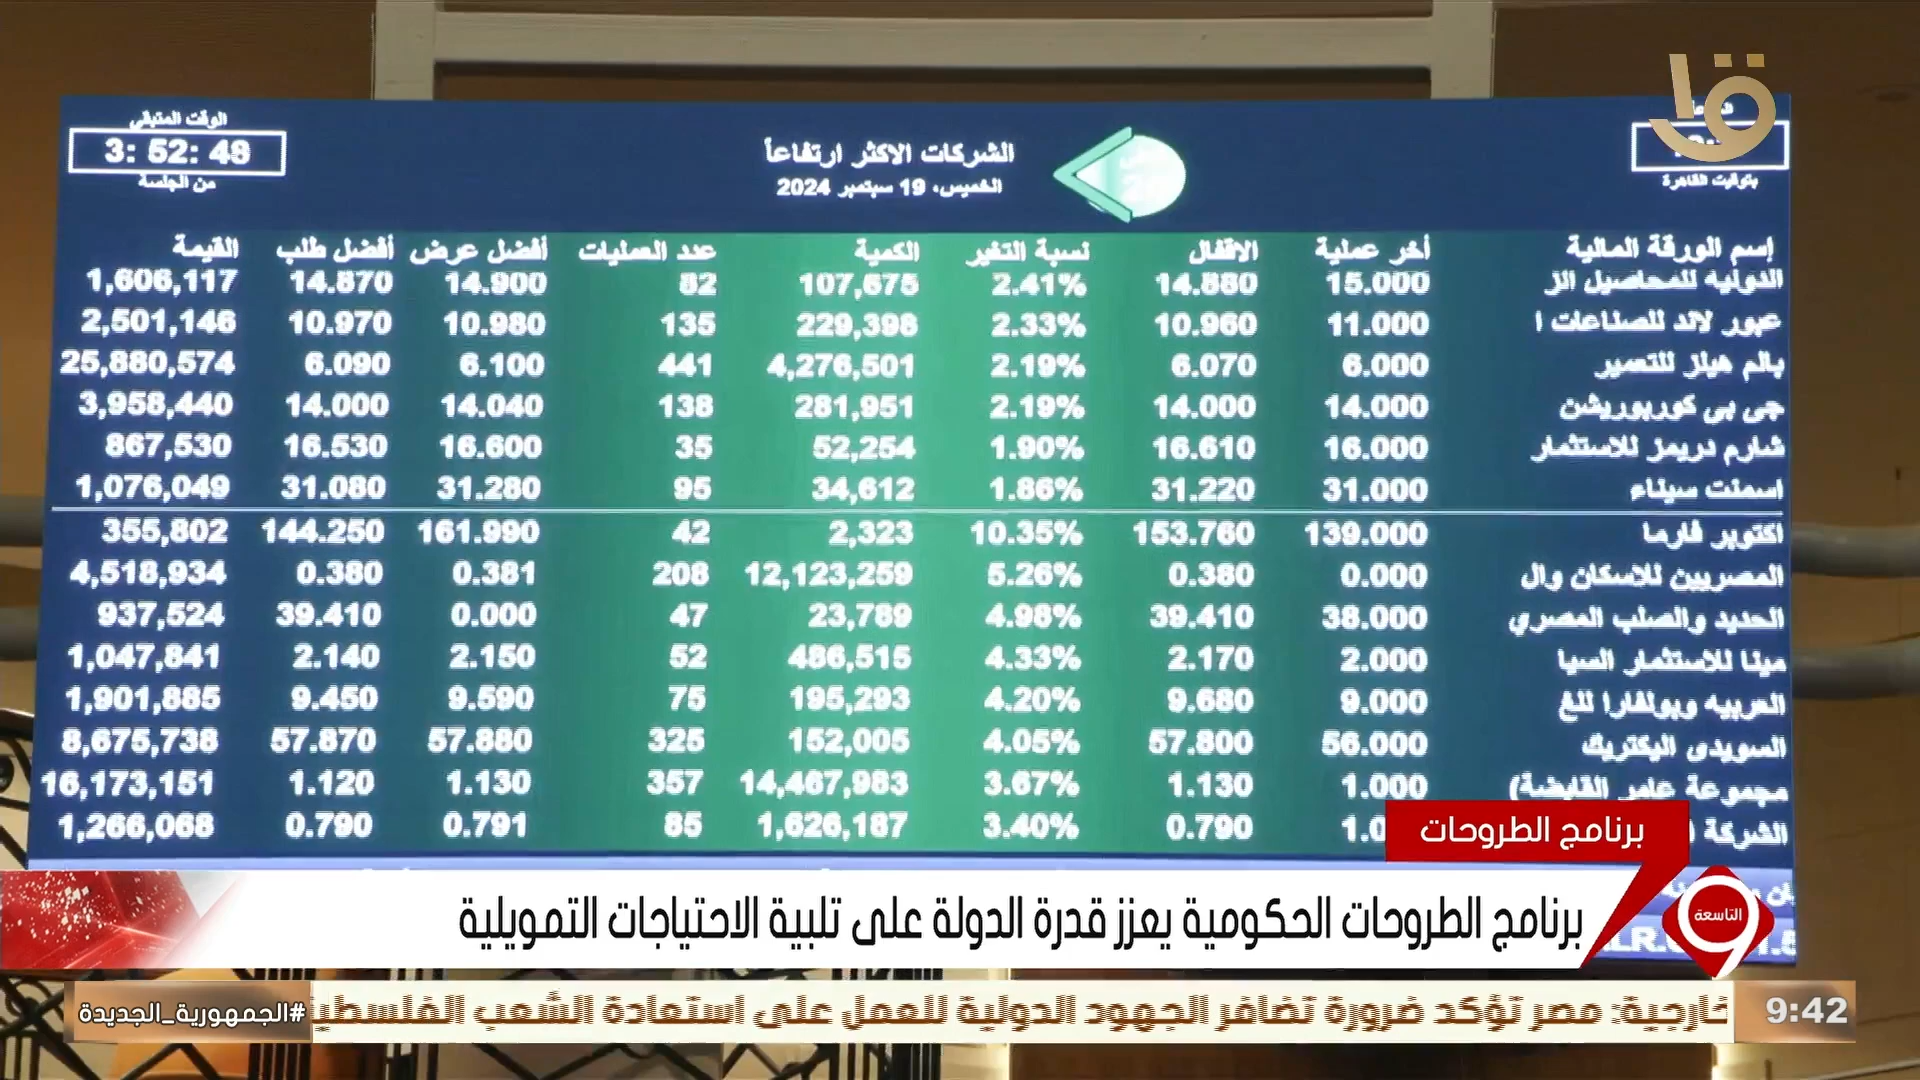 الوقت المتبقي
3: 52: 48
من الجلسة
الشركات الاكثر ارتفاعاً
الخميس، 19 سبتمبر 2024
بتوقيت القاهرة
إسم الورقة المالية أخر عملية الاقفال نسبة التغير الكمية عدد العمليات أفضل عرض أفضل طلب القيمة
الدوليه للمحاصيل الز 15.000 14.880 2.41% 107,675 82 14.900 14.870 1,606,117
عبور لاند للصناعات ا 11.000 10.960 2.33% 229,398 135 10.980 10.970 2,501,146
بالم هيلز للتعمير 6.000 6.070 2.19% 4,276,501 441 6.100 6.090 25,880,574
جى بى كوربوريشن 14.000 14.000 2.19% 281,951 138 14.040 14.000 3,958,440
شارم دريمز للاستثمار 16.000 16.610 1.90% 52,254 35 16.600 16.530 867,530
اسمنت سيناء 31.000 31.220 1.86% 34,612 95 31.280 31.080 1,076,049
اكتوبر فارما 139.000 153.760 10.35% 2,323 42 161.990 144.250 355,802
المصريين للاسكان وال 0.000 0.380 5.26% 12,123,259 208 0.381 0.380 4,518,934
الحديد والصلب المصري 38.000 39.410 4.98% 23,789 47 0.000 39.410 937,524
مينا للاستثمار السيا 2.000 2.170 4.33% 486,515 52 2.150 2.140 1,047,841
العربيه وبولفارا للغ 9.000 9.680 4.20% 195,293 75 9.590 9.450 1,901,885
السويدى اليكتريك 56.000 57.800 4.05% 152,005 325 57.880 57.870 8,675,738
مجموعة عامر (القابضة) 1.000 1.130 3.67% 14,467,983 357 1.130 1.120 16,173,151
الشركة 0.790 3.40% 1,626,187 85 0.791 0.790 1,266,068
برنامج الطروحات
برنامج الطروحات الحكومية يعزز قدرة الدولة على تلبية الاحتياجات التمويلية
التاسعة
9
9:42
خارجية: مصر تؤكد ضرورة تضافر الجهود الدولية للعمل على استعادة الشعب الفلسطي
#الجمهورية_الجديدة